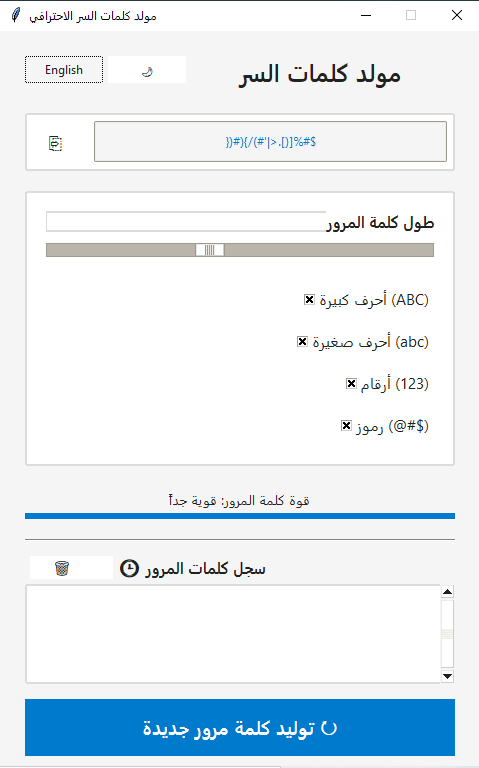 مولد كلمات السر الاحترافي
English
مولد كلمات السر
})#){/(#'|<.[)]%#$
طول كلمة المرور
(ABC) أحرف كبيرة
(abc) أحرف صغيرة
(123) أرقام
(@#$) رموز
قوة كلمة المرور: قوية جداً
سجل كلمات المرور
توليد كلمة مرور جديدة